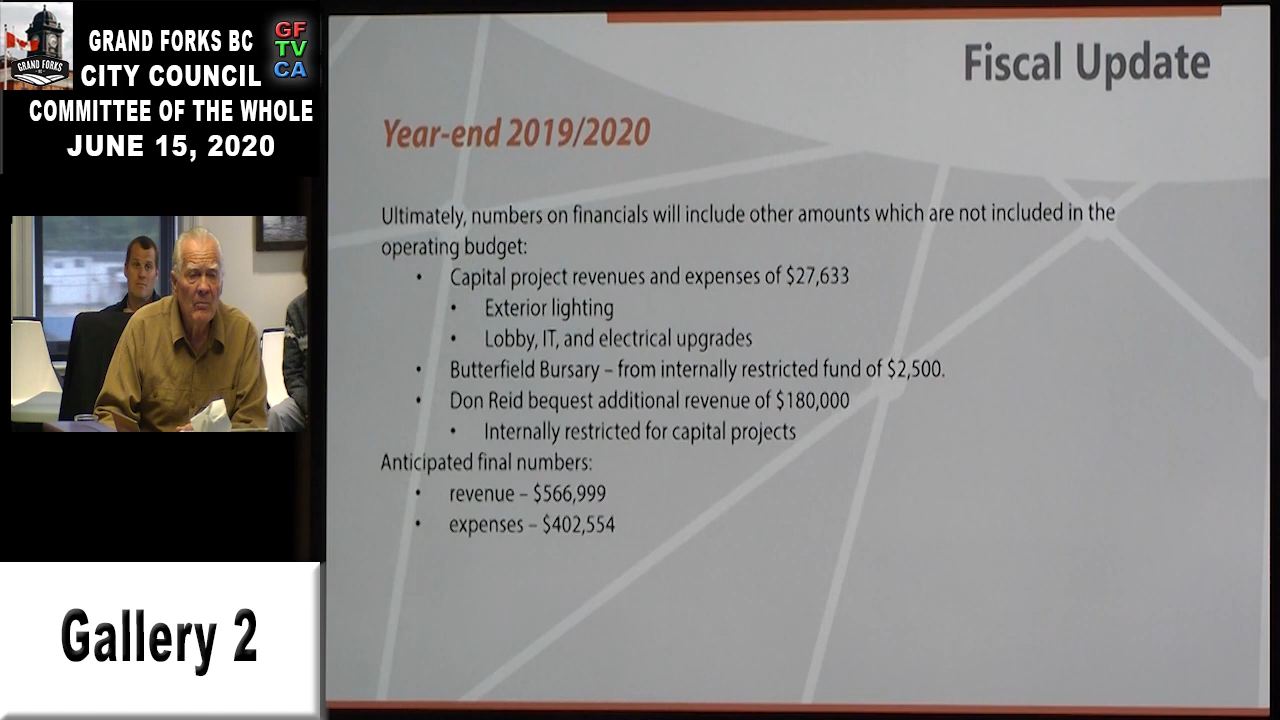 GRAND FORKS BC
CITY COUNCIL
COMMITTEE OF THE WHOLE
JUNE 15, 2020
GF
TV
CA
GRAND FORKS
BC
Gallery 2
Fiscal Update
Year-end 2019/2020
Ultimately, numbers on financials will include other amounts which are not included in the
operating budget:
• Capital project revenues and expenses of $27,633
• Exterior lighting
• Lobby, IT, and electrical upgrades
• Butterfield Bursary – from internally restricted fund of $2,500.
• Don Reid bequest additional revenue of $180,000
• Internally restricted for capital projects
Anticipated final numbers:
• revenue – $566,999
• expenses – $402,554